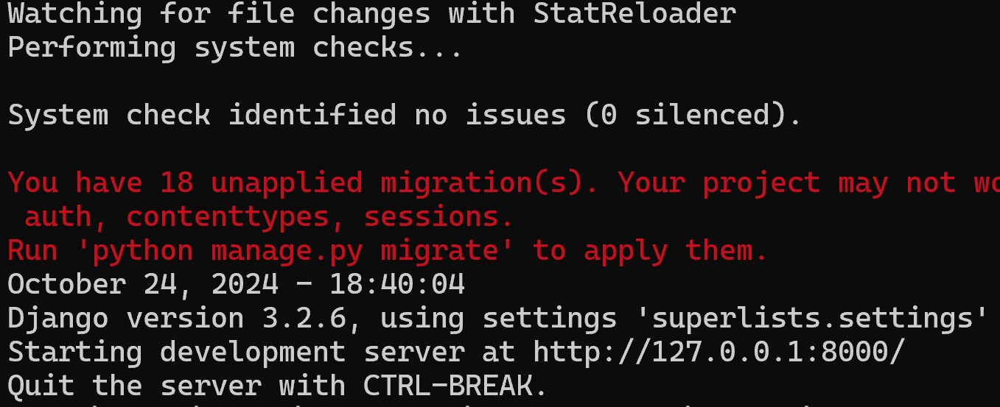 Watching for file changes with StatReloader
Performing system checks...
System check identified no issues (0 silenced).
You have 18 unapplied migration(s). Your project may not
auth, contenttypes, sessions.
Run 'python manage.py migrate' to apply them.
October 24, 2024 - 18:40:04
Django version 3.2.6, using settings 'superlists.settings'
Starting development server at http://127.0.0.1:8000/
Quit the server with CTRL-BREAK.